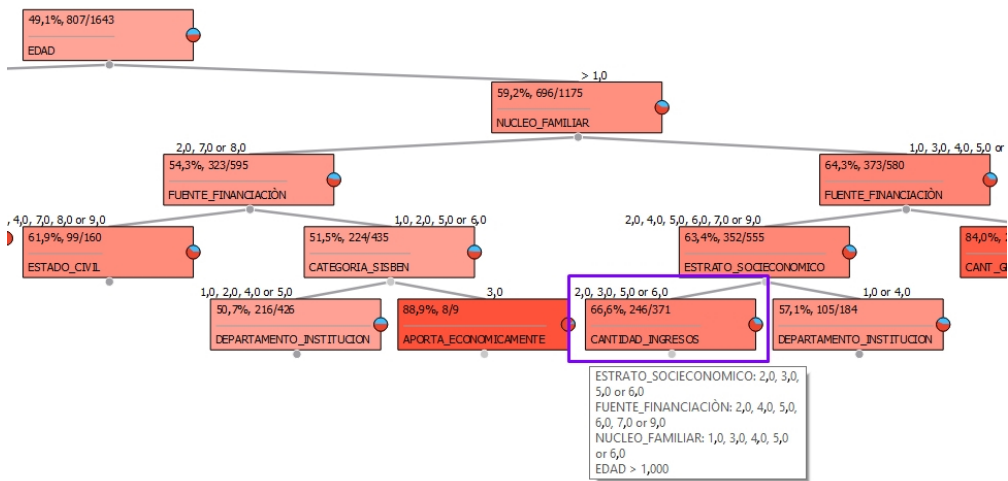 49,1%, 807/1643
EDAD
> 1,0
59,2%, 696/1175
NUCLEO_FAMILIAR
2,0, 7,0 or 8,0
54,3%, 323/595
FUENTE_FINANCIACIÒN
1,0, 3,0, 4,0, 5,0 or
64,3%, 373/580
FUENTE_FINANCIACIÒN
, 4,0, 7,0, 8,0 or 9,0
61,9%, 99/160
ESTADO_CIVIL
1,0, 2,0, 5,0 or 6,0
51,5%, 224/435
CATEGORIA_SISBEN
2,0, 4,0, 5,0, 6,0, 7,0 or 9,0
63,4%, 352/555
ESTRATO_SOCIECONOMICO
84,0%,
CANT_G
1,0, 2,0, 4,0 or 5,0
50,7%, 216/426
DEPARTAMENTO_INSTITUCION
3,0
88,9%, 8/9
APORTA_ECONOMICAMENTE
2,0, 3,0, 5,0 or 6,0
66,6%, 246/371
CANTIDAD_INGRESOS
1,0 or 4,0
57,1%, 105/184
DEPARTAMENTO_INSTITUCION
ESTRATO_SOCIECONOMICO: 2,0, 3,0,
5,0 or 6,0
FUENTE_FINANCIACIÒN: 2,0, 4,0, 5,0,
6,0, 7,0 or 9,0
NUCLEO_FAMILIAR: 1,0, 3,0, 4,0, 5,0
or 6,0
EDAD > 1,000